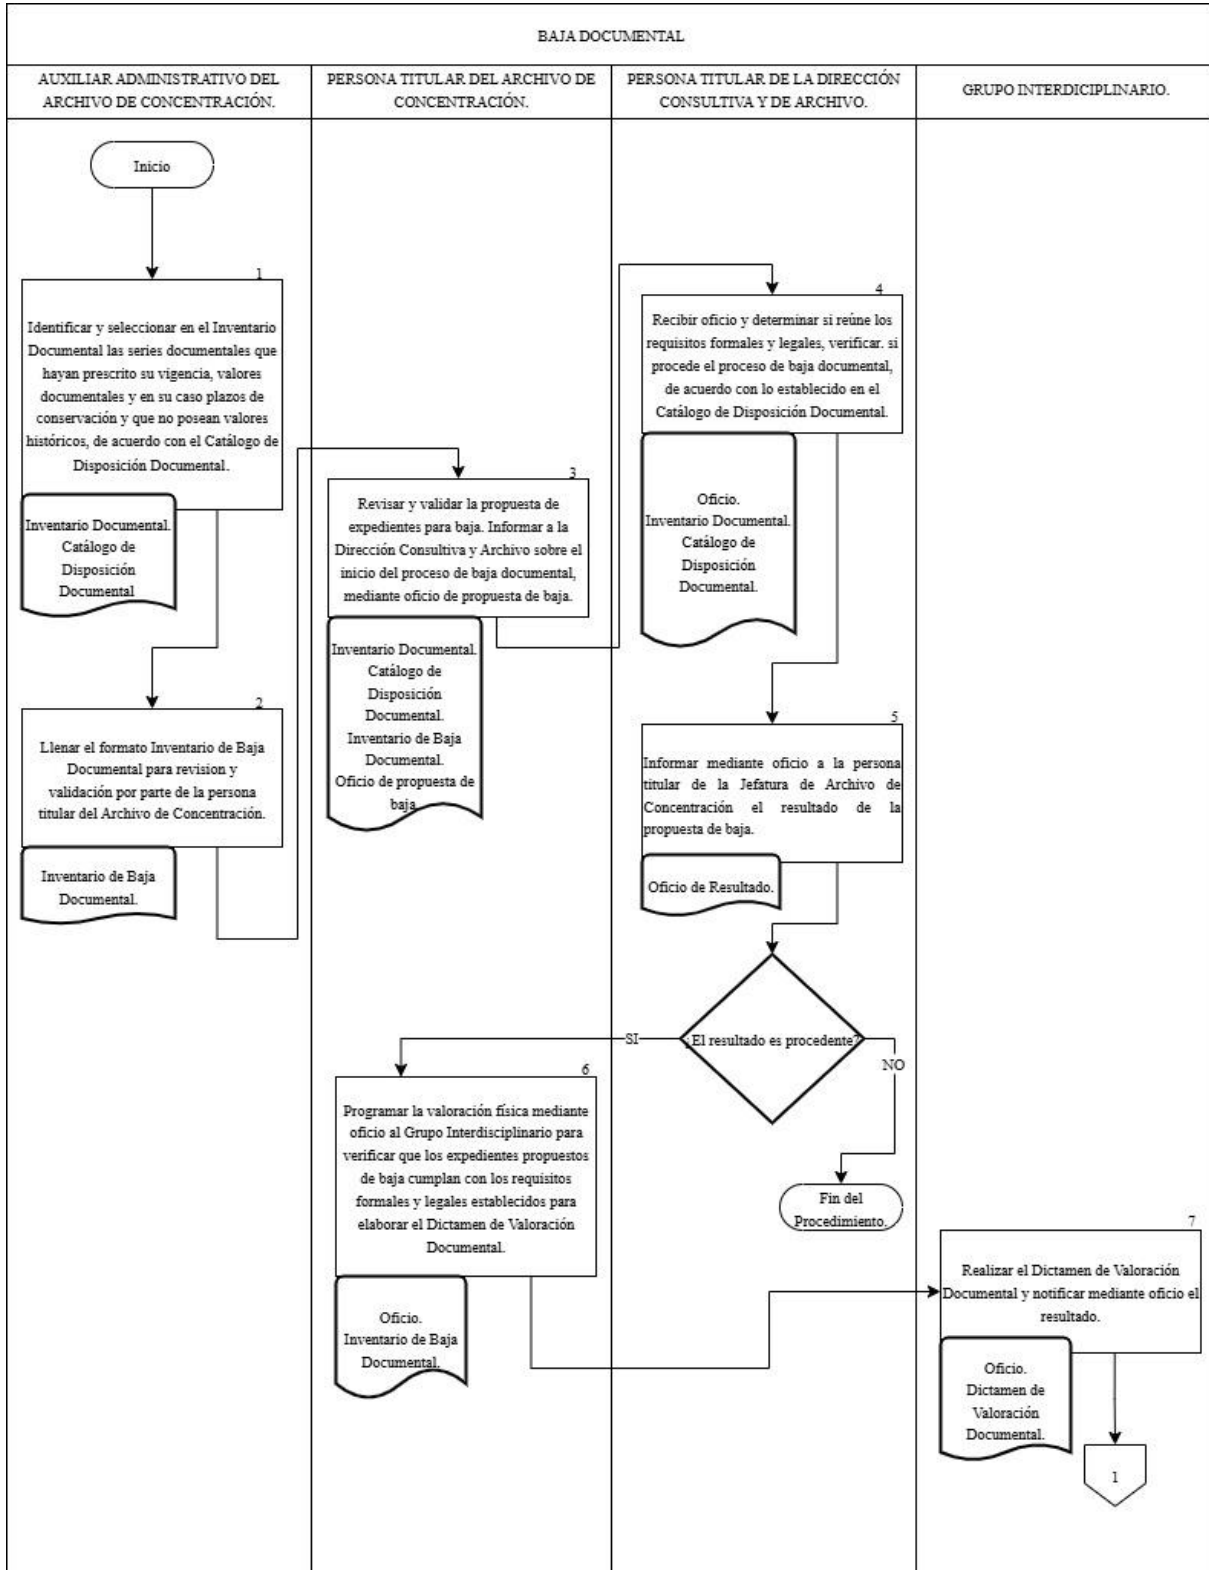 BAJA DOCUMENTAL
AUXILIAR ADMINISTRATIVO DEL
ARCHIVO DE CONCENTRACIÓN.
PERSONA TITULAR DEL ARCHIVO DE
CONCENTRACIÓN.
PERSONA TITULAR DE LA DIRECCIÓN
CONSULTIVA Y DE ARCHIVO.
GRUPO INTERDICIPLINARIO.
Inicio
1
Identificar y seleccionar en el Inventario
Documental las series documentales que
hayan prescrito su vigencia, valores
documentales y en su caso plazos de
conservación y que no posean valores
históricos, de acuerdo con el Catálogo de
Disposición Documental.
Inventario Documental.
Catálogo de
Disposición
Documental
2
Llenar el formato Inventario de Baja
Documental para revision y
validación por parte de la persona
titular del Archivo de Concentración.
Inventario de Baja
Documental.
3
Revisar y validar la propuesta de
expedientes para baja. Informar a la
Dirección Consultiva y Archivo sobre el
inicio del proceso de baja documental,
mediante oficio de propuesta de baja.
Inventario Documental.
Catálogo de
Disposición
Documental.
Inventario de Baja
Documental.
Oficio de propuesta de
baja.
4
Recibir oficio y determinar si reúne los
requisitos formales y legales, verificar. si
procede el proceso de baja documental,
de acuerdo con lo establecido en el
Catálogo de Disposición Documental.
Oficio.
Inventario Documental.
Catálogo de
Disposición
Documental.
5
Informar mediante oficio a la persona
titular de la Jefatura de Archivo de
Concentración el resultado de la
propuesta de baja.
Oficio de Resultado.
¿El resultado es procedente?
SI
NO
Fin del
Procedimiento.
6
Programar la valoración física mediante
oficio al Grupo Interdisciplinario para
verificar que los expedientes propuestos
de baja cumplan con los requisitos
formales y legales establecidos para
elaborar el Dictamen de Valoración
Documental.
Oficio.
Inventario de Baja
Documental.
7
Realizar el Dictamen de Valoración
Documental y notificar mediante oficio el
resultado.
Oficio.
Dictamen de
Valoración
Documental.
1